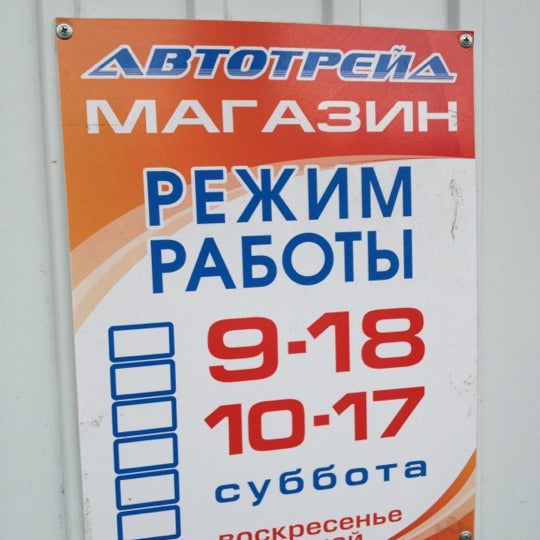 АВТОТРЕЙД
МАГАЗИН
РЕЖИМ
РАБОТЫ
9-18
10-17
суббота
воскресенье